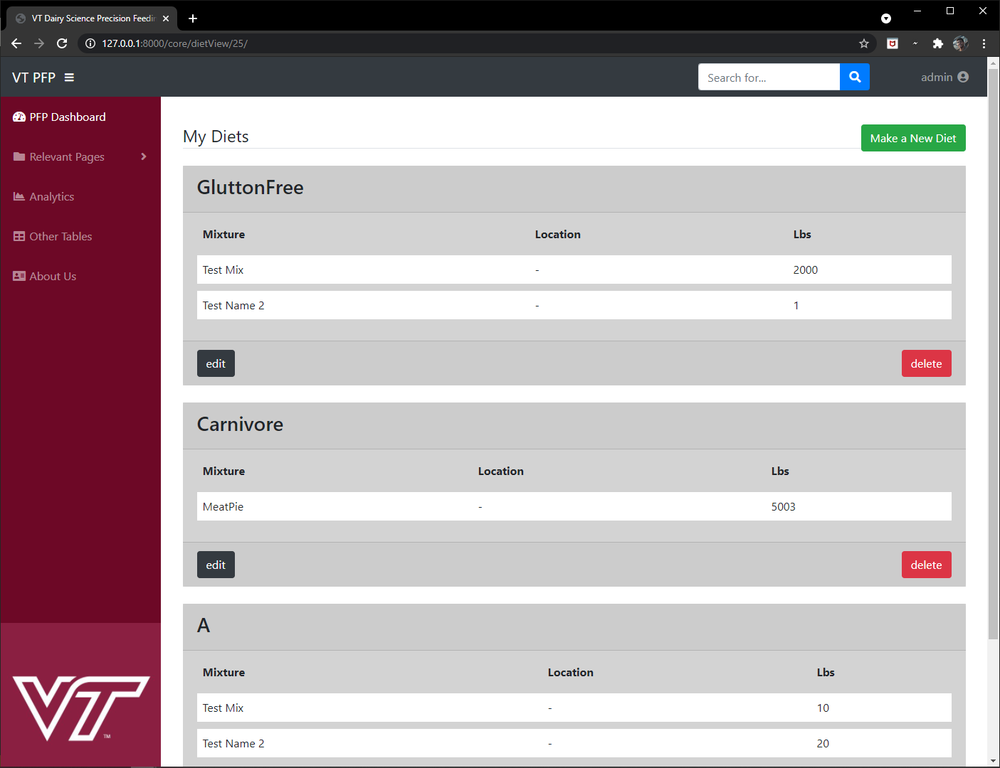 VT Dairy Science Precision Feedin
127.0.0.1:8000/core/dietView/25/
VT PFP
Search for...
admin
PFP Dashboard
Relevant Pages
Analytics
Other Tables
About Us
VT
TM
My Diets
Make a New Diet
GluttonFree
Mixture Location Lbs
Test Mix - 2000
Test Name 2 - 1
edit delete
Carnivore
Mixture Location Lbs
MeatPie - 5003
edit delete
A
Mixture Location Lbs
Test Mix - 10
Test Name 2 - 20